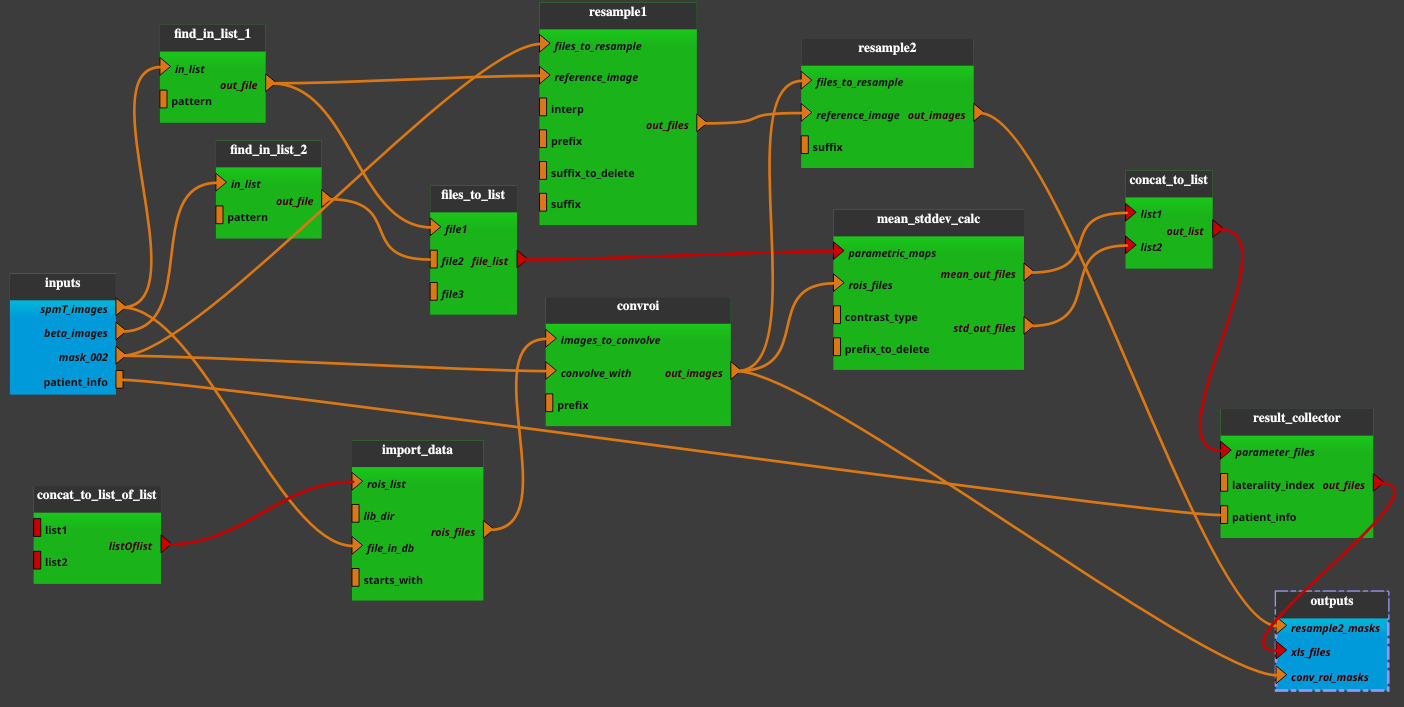 find_in_list_1
in_list
out_file
pattern
find_in_list_2
in_list
out_file
pattern
inputs
spmT_images
beta_images
mask_002
patient_info
concat_to_list_of_list
list1
listOflist
list2
import_data
rois_list
lib_dir
rois_files
file_in_db
starts_with
files_to_list
file1
file2 file_list
file3
resample1
files_to_resample
reference_image
interp
out_files
prefix
suffix_to_delete
suffix
convroi
images_to_convolve
convolve_with out_images
prefix
resample2
files_to_resample
reference_image out_images
suffix
mean_stddev_calc
parametric_maps
mean_out_files
rois_files
contrast_type
std_out_files
prefix_to_delete
concat_to_list
list1
out_list
list2
result_collector
parameter_files
laterality_index out_files
patient_info
outputs
resample2_masks
xls_files
conv_roi_masks